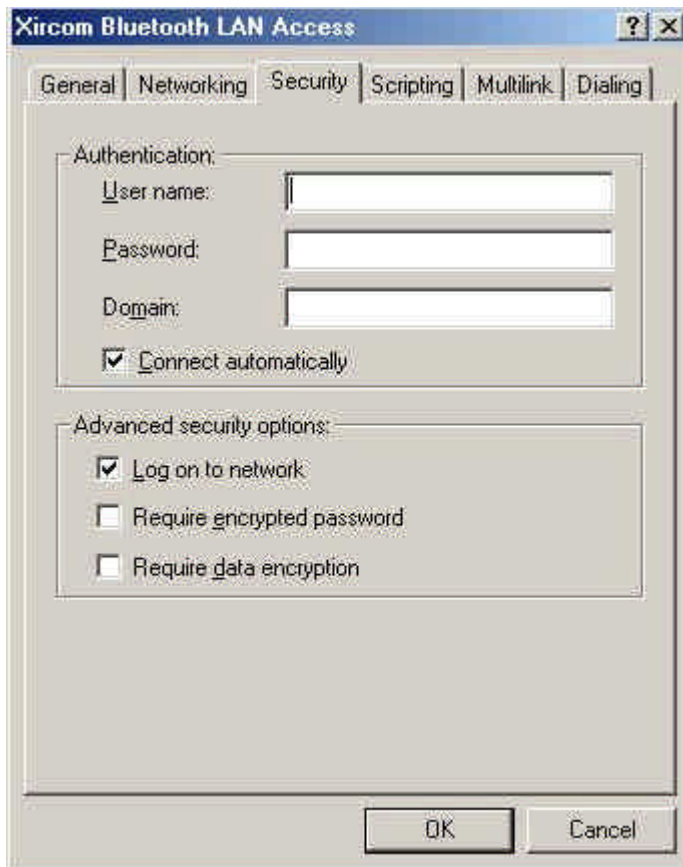 Xircom Bluetooth LAN Access
General Networking Security Scripting Multilink Dialing
Authentication:
User name:
Password:
Domain:
Connect automatically
Advanced security options:
Log on to network
Require encrypted password
Require data encryption
OK Cancel